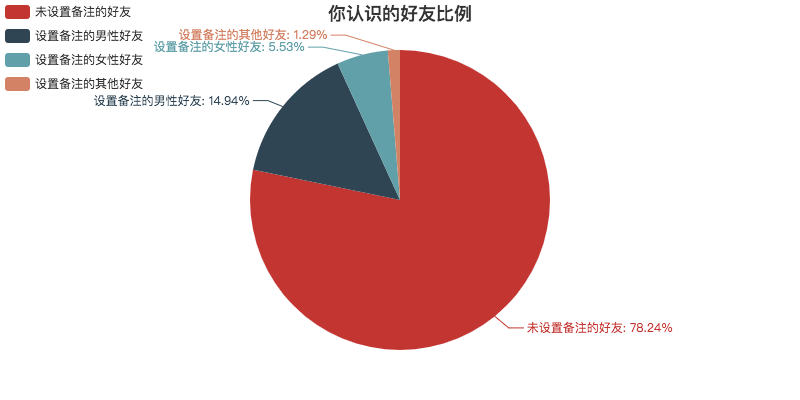 你认识的好友比例
未设置备注的好友
设置备注的男性好友
设置备注的女性好友
设置备注的其他好友
设置备注的其他好友: 1.29%
设置备注的女性好友: 5.53%
设置备注的男性好友: 14.94%
未设置备注的好友: 78.24%